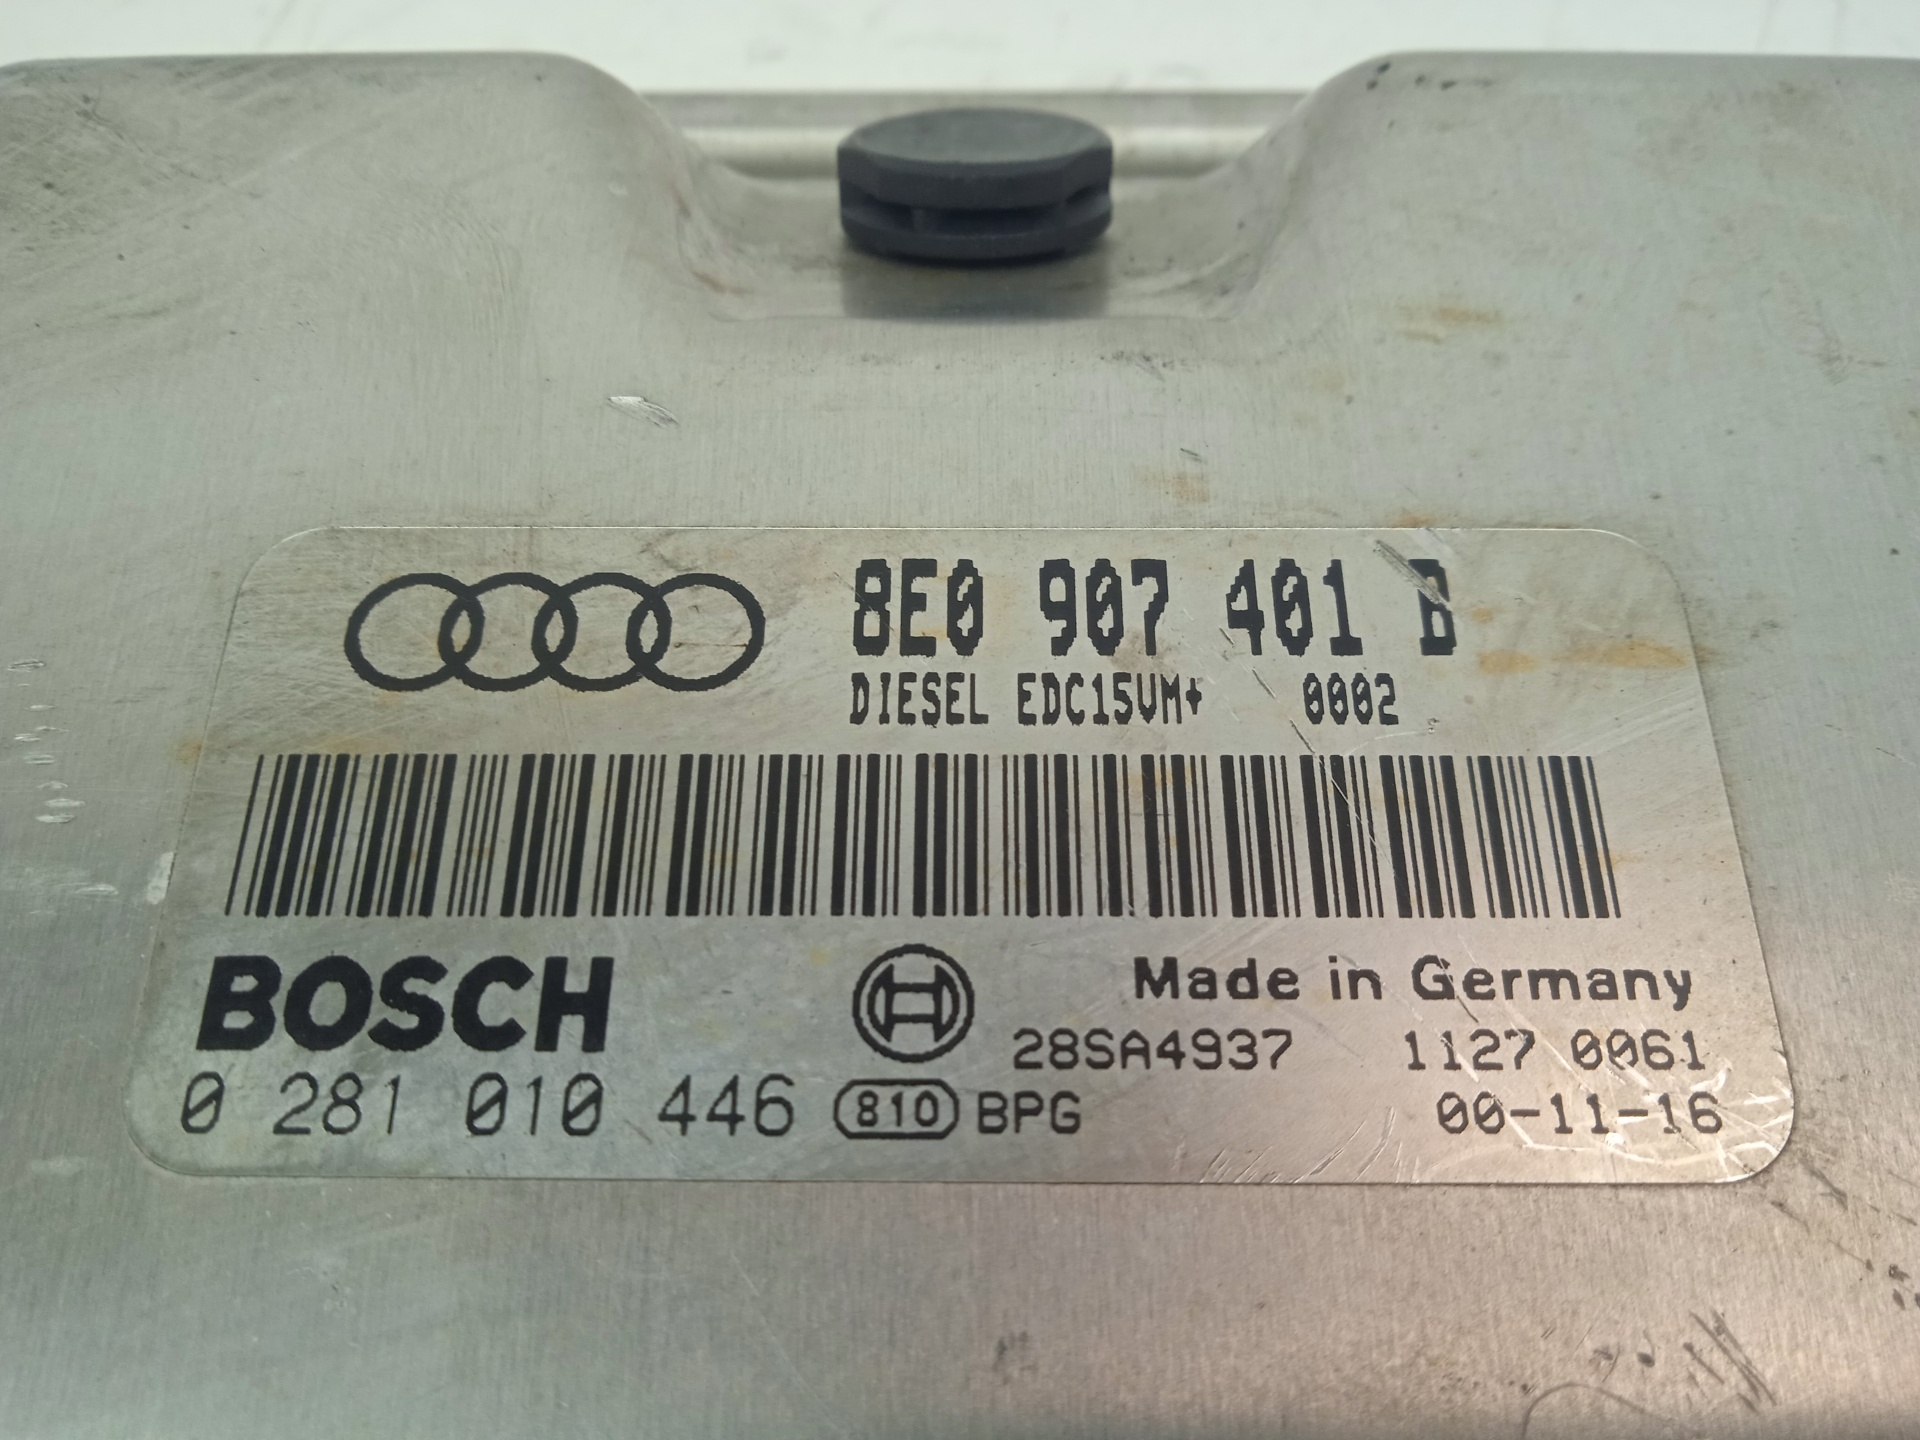 8E0 907 401 B
DIESEL EDC15VM+ 0002
BOSCH
Made in Germany
28SA4937 1127 0061
0 281 010 446 810 BPG 00-11-16